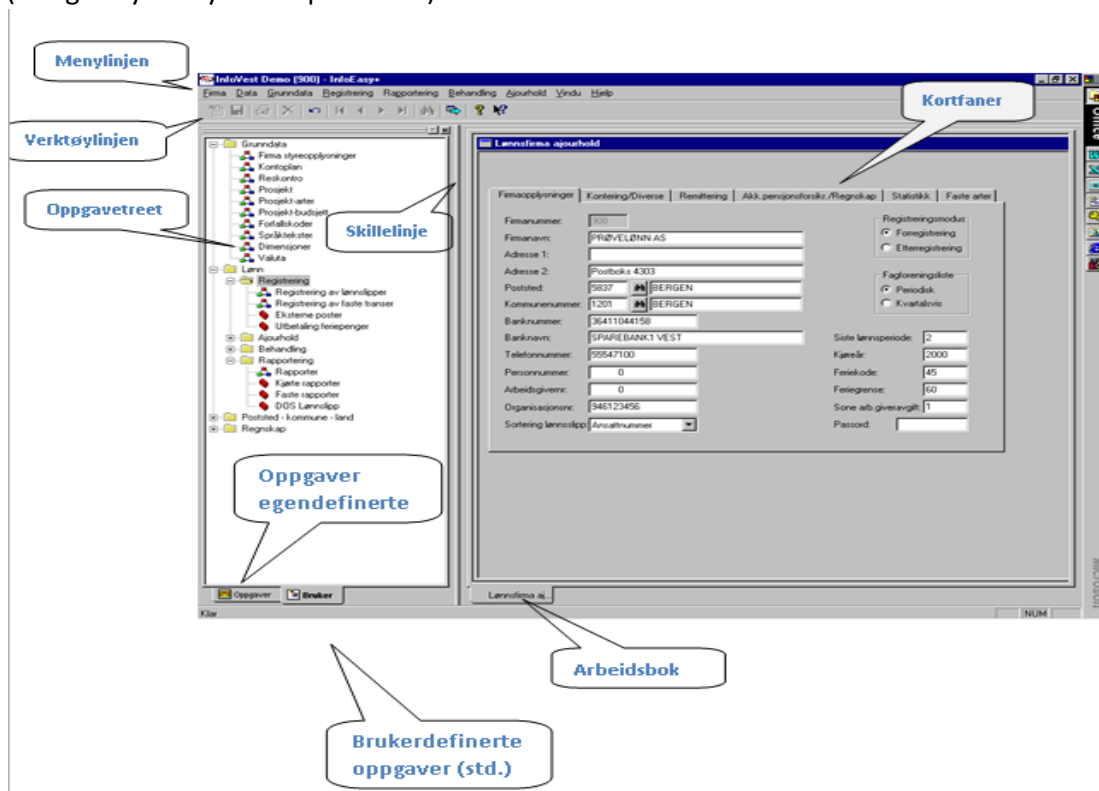 Menylinjen
InfoVest Demo (900) - InfoEasy+
Firma Data Grunndata Registrering Rapportering Behandling Ajourhold Vindu Hjelp
Kortfaner
Verktøylinjen
Office
Grunndata
Firma styreopplysninger
Kontoplan
Reskontro
Prosjekt
Prosjekt-arter
Prosjekt-budsjett
Fortallskoder
Språktekster
Dimensjoner
Valuta
Oppgavetreet
Skillelinje
Lønn
Registrering
Registrering av lønnslipper
Registrering av faste transer
Eksterne poster
Utbetaling feriepenger
Ajourhold
Behandling
Rapportering
Rapporter
Kjørte rapporter
Faste rapporter
DOS Lønnslipp
Poststed - kommune - land
Regnskap
Lønnsfirma ajourhold
Firmaopplysninger Kontering/Diverse Remittering Akk.pensjonsforsikr./Regnskap Statistikk Faste arter
Firmanummer: 900
Firmanavn: PRØVELØNN AS
Adresse 1:
Adresse 2: Postboks 4303
Poststed: 5837 BERGEN
Kommunenummer: 1201 BERGEN
Banknummer: 36411044158
Banknavn: SPAREBANK1 VEST
Telefonnummer: 55547100
Personnummer: 0
Arbeidsgivernr: 0
Organisasjonsnr: 946123456
Sortering lønnsslipp: Ansattnummer
Registreringsmodus
Forregistrering
Etterregistrering
Fagforeningsliste
Periodisk
Kvartalsvis
Siste lønnsperiode: 2
Kjøreår: 2000
Feriekode: 45
Feriegrense: 60
Sone arb.giveravgift: 1
Passord:
Oppgaver
egendefinerte
Oppgaver Bruker
Lønnsfirma aj...
Klar
NUM
Arbeidsbok
Brukerdefinerte
oppgaver (std.)